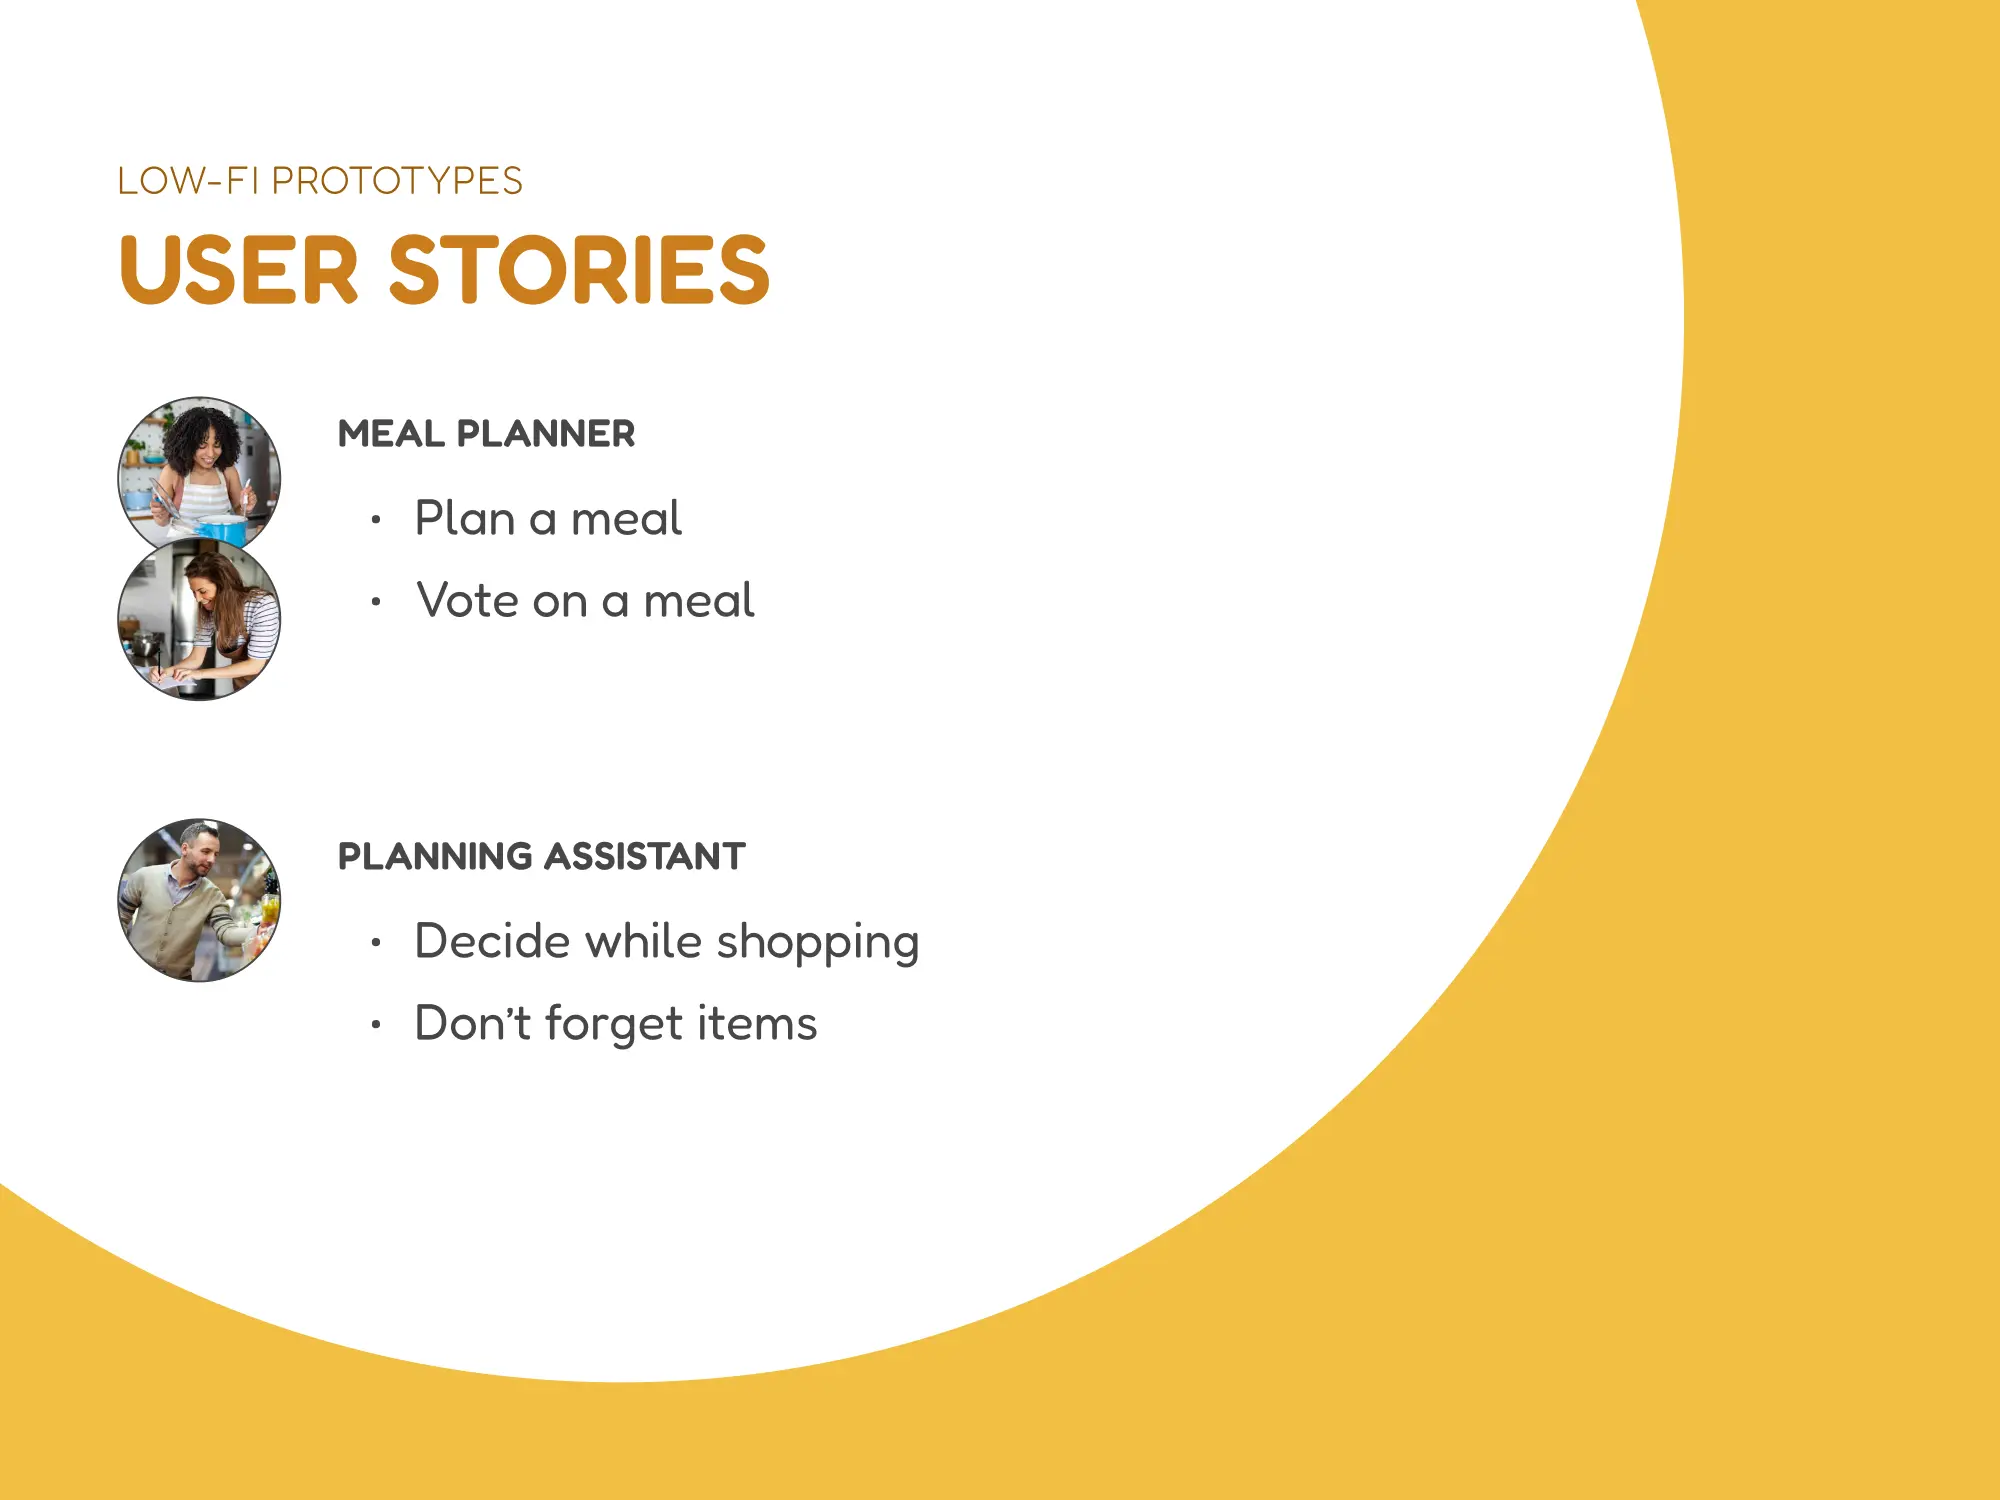 LOW-FI PROTOTYPES
USER STORIES
MEAL PLANNER
• Plan a meal
• Vote on a meal
PLANNING ASSISTANT
• Decide while shopping
• Don’t forget items